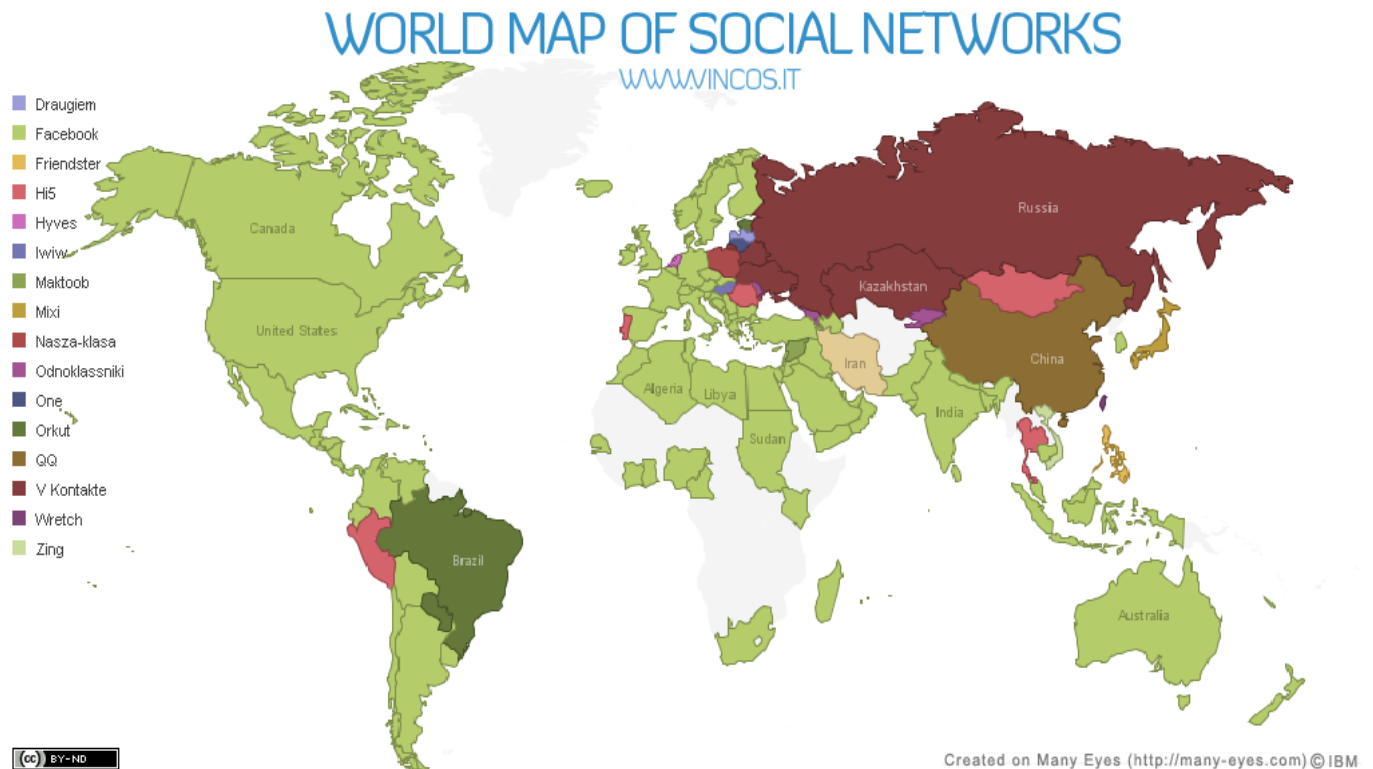 WORLD MAP OF SOCIAL NETWORKS
WWW.VINCOS.IT
Draugiem
Facebook
Friendster
Hi5
Hyves
Iwiw
Maktoob
Mixi
Nasza-klasa
Odnoklassniki
One
Orkut
QQ
V Kontakte
Wretch
Zing
Canada
United States
Brazil
Russia
Kazakhstan
China
Iran
India
Algeria
Libya
Sudan
Australia
cc BY-ND
Created on Many Eyes (http://many-eyes.com) © IBM